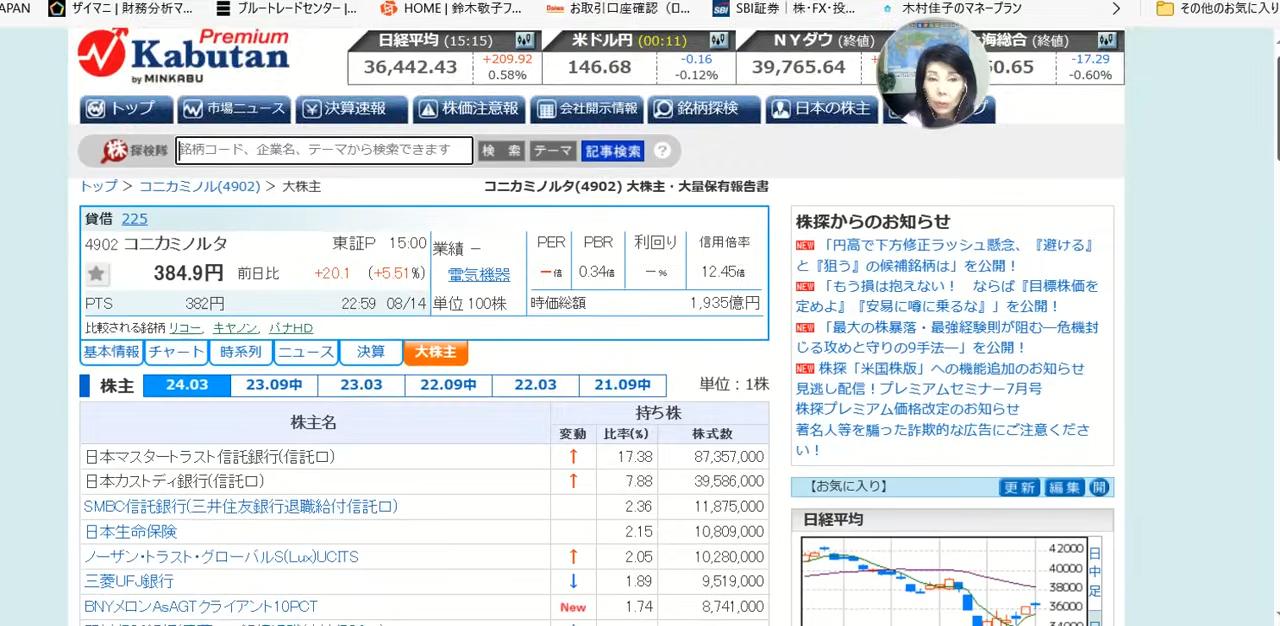 APAN ザイマニ | 財務分析マ... ブルートレードセンター |... HOME | 鈴木敬子フ... お取引口座確認（ロ... SBI証券｜株・FX・投... 木村佳子のマネープラン その他のお気に入り
Premium
Kabutan
by MINKABU
日経平均 (15:15) 米ドル円 (00:11) NYダウ (終値) 海総合 (終値)
36,442.43 +209.92 0.58%
146.68 -0.16 -0.12%
39,765.64
0.65 -17.29 -0.60%
トップ 市場ニュース 決算速報 株価注意報 会社開示情報 銘柄探検 日本の株主 プ
株探検隊 銘柄コード、企業名、テーマから検索できます 検 索 テーマ 記事検索 ?
トップ > コニカミノル(4902) > 大株主 コニカミノルタ(4902) 大株主・大量保有報告書
貸借 225
4902 コニカミノルタ 東証P 15:00
384.9円 前日比 +20.1 (+5.51%)
PTS 382円 22:59 08/14
業績 －
電気機器
単位 100株
PER PBR 利回り 信用倍率
－倍 0.34倍 －% 12.45倍
時価総額 1,935億円
比較される銘柄 リコー, キヤノン, パナHD
基本情報 チャート 時系列 ニュース 決算 大株主
株主 24.03 23.09中 23.03 22.09中 22.03 21.09中 単位：1株
株主名 持ち株
変動 比率(%) 株式数
日本マスタートラスト信託銀行(信託口) ↑ 17.38 87,357,000
日本カストディ銀行(信託口) ↑ 7.88 39,586,000
SMBC信託銀行(三井住友銀行退職給付信託口) 2.36 11,875,000
日本生命保険 2.15 10,809,000
ノーザン・トラスト・グローバルS(Lux)UCITS ↑ 2.05 10,280,000
三菱UFJ銀行 ↓ 1.89 9,519,000
BNYメロンAsAGTクライアント10PCT New 1.74 8,741,000
株探からのお知らせ
NEW 「円高で下方修正ラッシュ懸念、『避ける』
と『狙う』の候補銘柄は」を公開！
NEW 「もう損は抱えない！ ならば『目標株価を
定めよ』『安易に噂に乗るな』」を公開！
NEW 「最大の株暴落・最強経験則が阻む―危機封
じる攻めと守りの9手法―」を公開！
NEW 株探「米国株版」への機能追加のお知らせ
見逃し配信！プレミアムセミナー7月号
株探プレミアム価格改定のお知らせ
著名人等を騙った詐欺的な広告にご注意くださ
い！
【お気に入り】 更新 編集 開
日経平均
42000
40000
38000
36000
34000
日
中
足
日